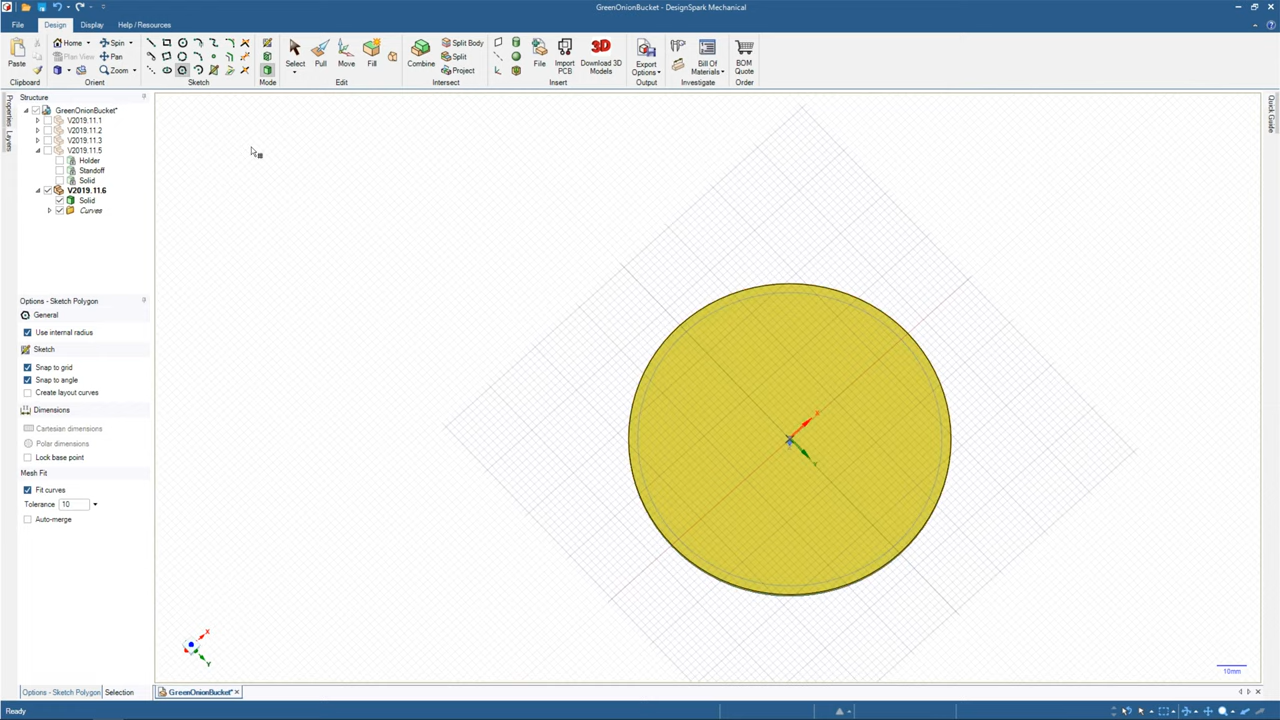 GreenOnionBucket - DesignSpark Mechanical
File Design Display Help / Resources
Paste
Home
Spin
Plan View
Pan
Zoom
Select
Pull
Move
Fill
Combine
Split Body
Split
Project
File
Import
PCB
Download 3D
Models
Export
Options
Bill Of
Materials
BOM
Quote
Clipboard Orient Sketch Mode Edit Intersect Insert Output Investigate Order
Structure
Properties
Layers
Quick Guide
GreenOnionBucket*
V2019.11.1
V2019.11.2
V2019.11.3
V2019.11.5
Holder
Standoff
Solid
V2019.11.6
Solid
Curves
Options - Sketch Polygon
General
Use internal radius
Sketch
Snap to grid
Snap to angle
Create layout curves
Dimensions
Cartesian dimensions
Polar dimensions
Lock base point
Mesh Fit
Fit curves
Tolerance 10
Auto-merge
X
Y
X
Y
10mm
Options - Sketch Polygon Selection
GreenOnionBucket*
Ready